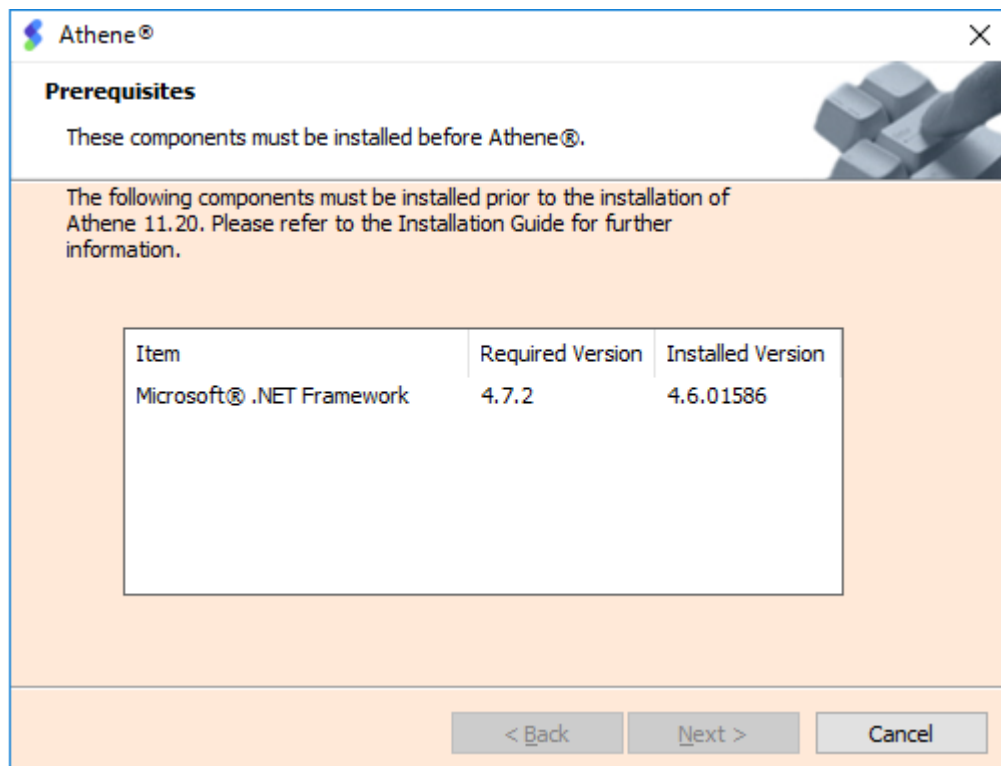 Athene®
Prerequisites
These components must be installed before Athene®.
The following components must be installed prior to the installation of
Athene 11.20. Please refer to the Installation Guide for further
information.
Item Required Version Installed Version
Microsoft® .NET Framework 4.7.2 4.6.01586
< Back Next > Cancel